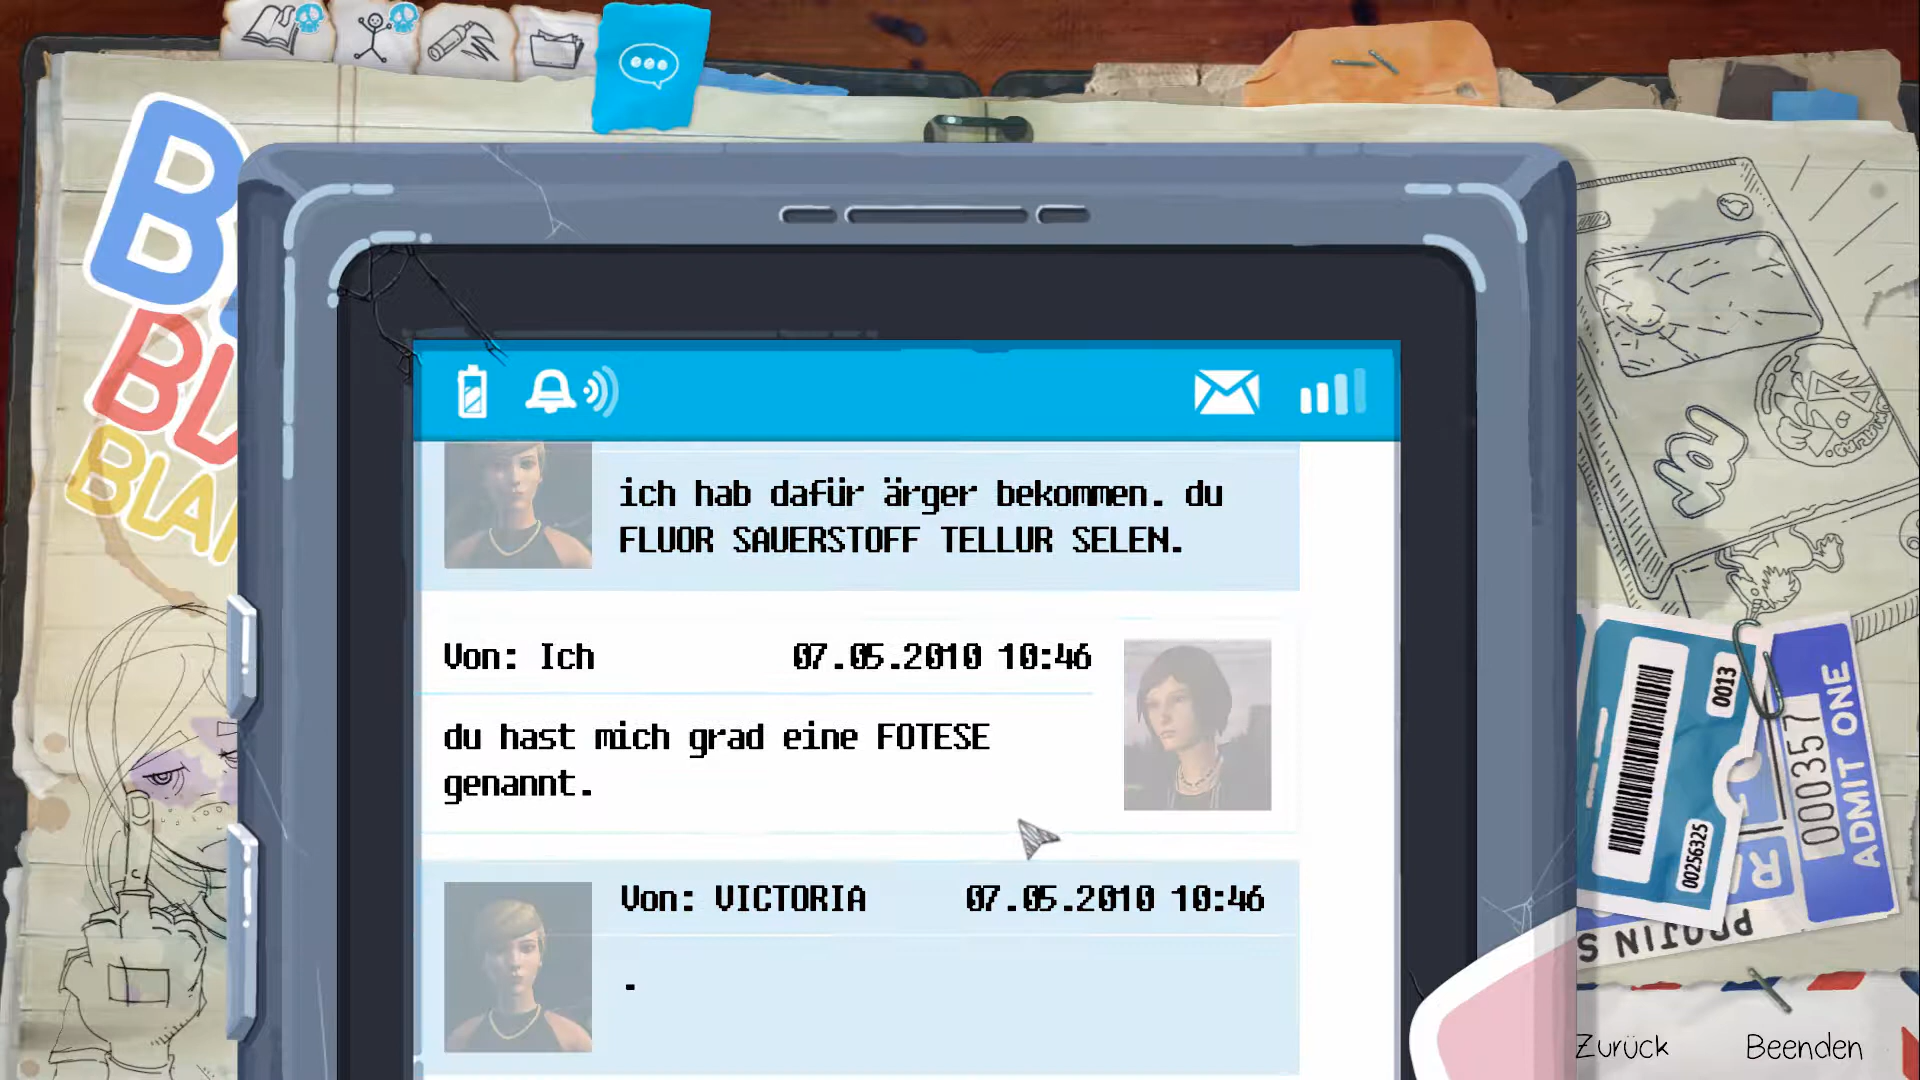 ich hab dafür ärger bekommen. du
FLUOR SAUERSTOFF TELLUR SELEN.
Von: Ich 07.05.2010 10:46
du hast mich grad eine FOTESE
genannt.
Von: VICTORIA 07.05.2010 10:46
.
0013
00256325
000357
ADMIT ONE
Zurück
Beenden